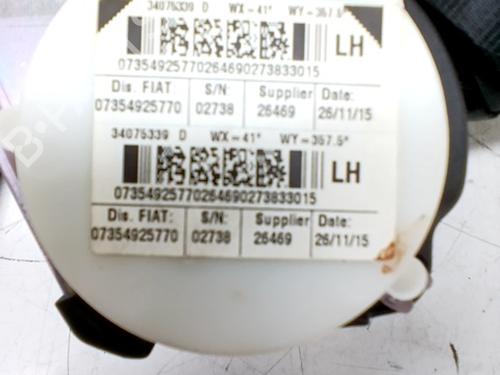 34075339 D WX-41° WY-357.5°
LH
07354925770264690273833015
Dis. FIAT: S/N: Supplier Date:
07354925770 02738 26469 26/11/15
34075339 D WX-41° WY-357.5°
LH
07354925770264690273833015
Dis. FIAT: S/N: Supplier Date:
07354925770 02738 26469 26/11/15